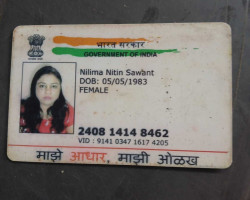 भारत सरकार
GOVERNMENT OF INDIA
Nilima Nitin Sawant
DOB: 05/05/1983
FEMALE
2408 1414 8462
VID : 9141 0347 1617 4205
माझे आधार, माझी ओळख